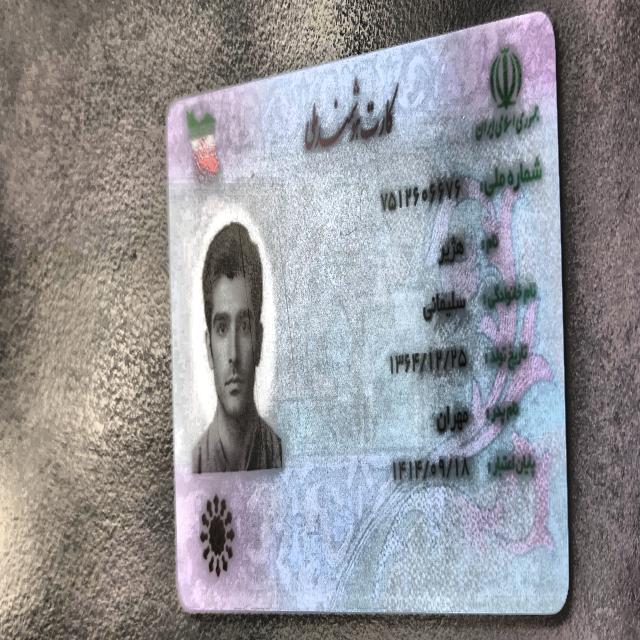 جمهوری اسلامی ایران
کارت هوشمند ملی
شماره ملی: ۷۵۱۲۶۰۶۶۷۶
نام:
نام خانوادگی: سلیمانی
تاریخ تولد: ۱۳۶۴/۱۲/۲۵
نام پدر: مهران
پایان اعتبار: ۱۴۱۴/۰۹/۱۸